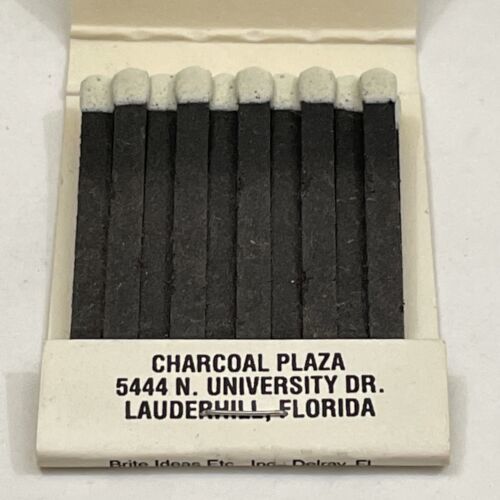 CHARCOAL PLAZA
5444 N. UNIVERSITY DR.
LAUDERHILL, FLORIDA
Brite Ideas Etc., Inc., Delray, FL